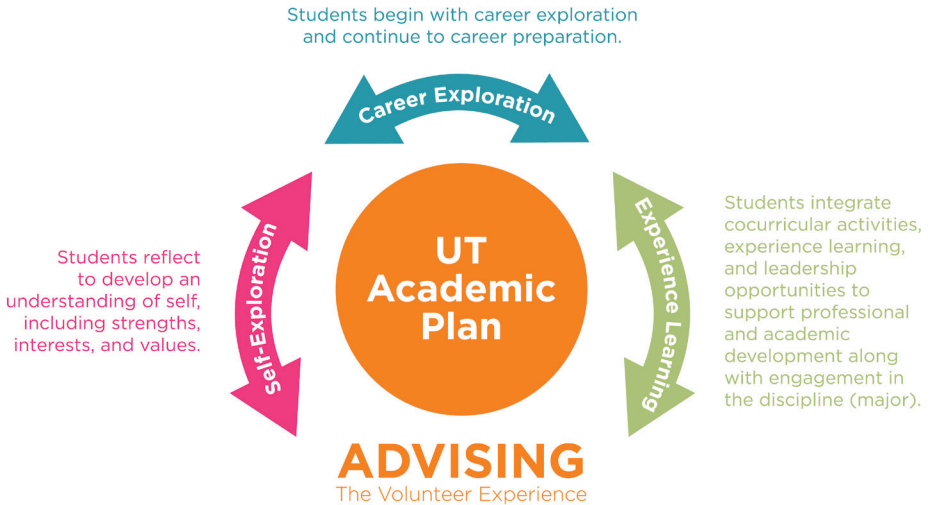 Students begin with career exploration
and continue to career preparation.
Career Exploration
Self-Exploration
Students reflect
to develop an
understanding of self,
including strengths,
interests, and values.
UT
Academic
Plan
Experience Learning
Students integrate
cocurricular activities,
experience learning,
and leadership
opportunities to
support professional
and academic
development along
with engagement in
the discipline (major).
ADVISING
The Volunteer Experience